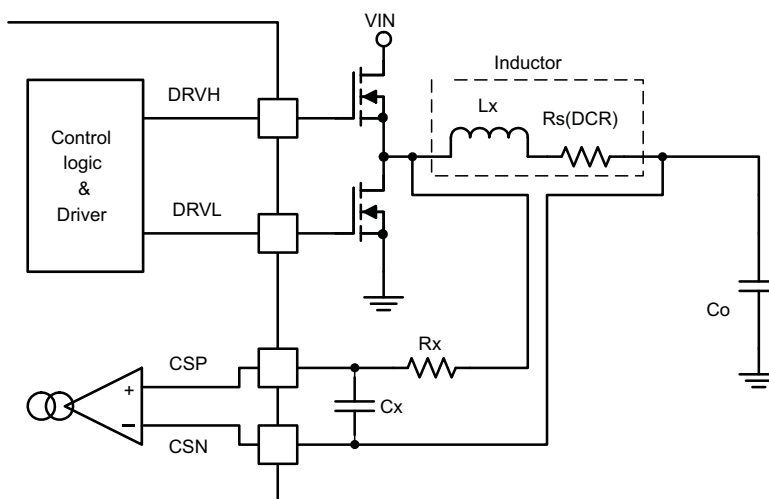 VIN
Inductor
DRVH
Lx
Rs(DCR)
Control
logic
&
Driver
DRVL
Co
Rx
CSP
+
Cx
−
CSN